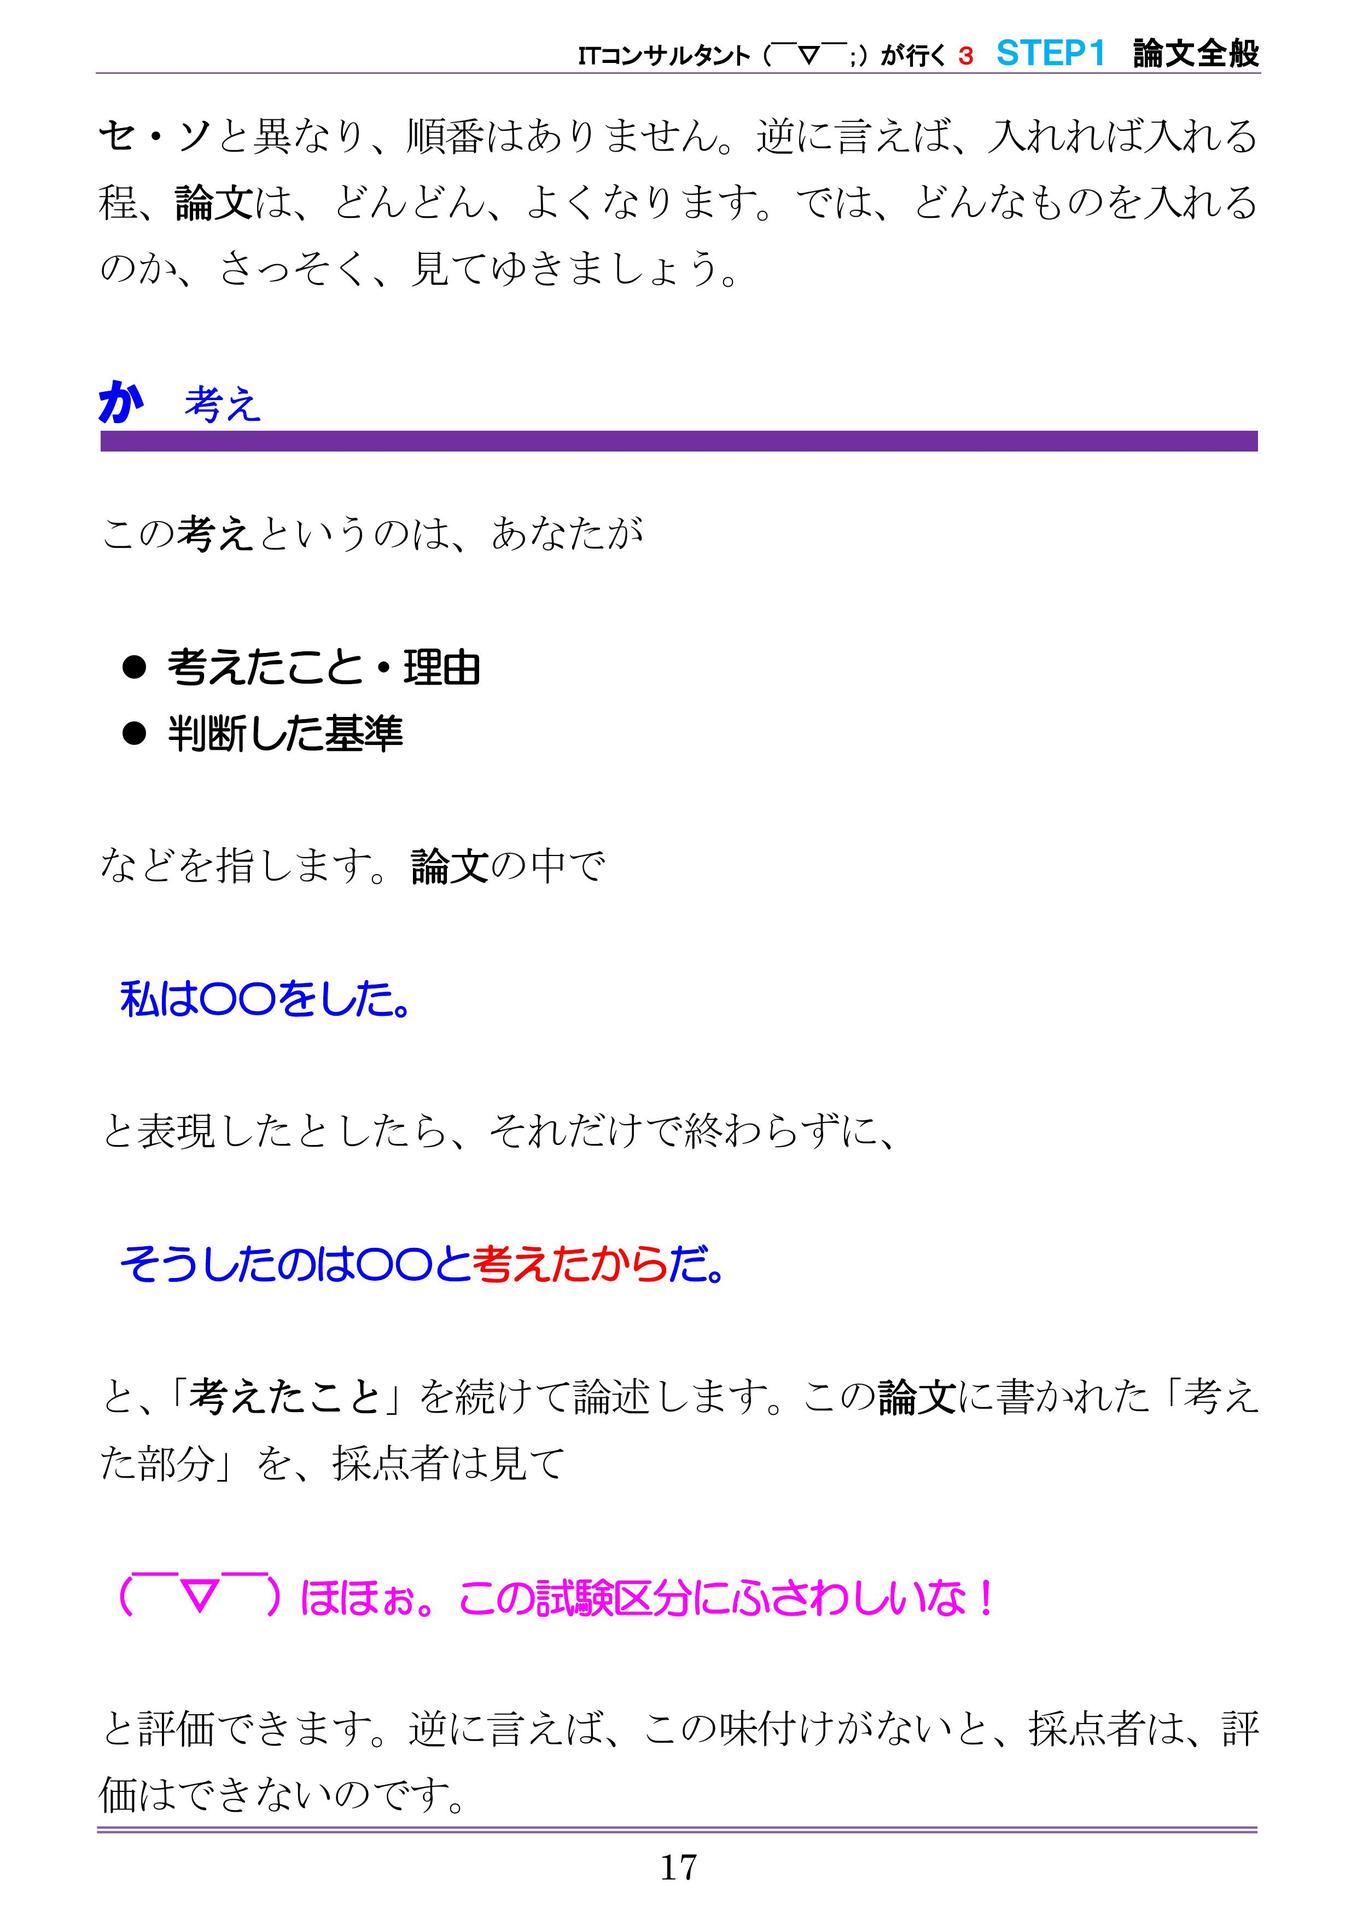 ITコンサルタント（￣▽￣；）が行く 3 STEP1 論文全般
セ・ソと異なり、順番はありません。逆に言えば、入れれば入れる
程、論文は、どんどん、よくなります。では、どんなものを入れる
のか、さっそく、見てゆきましょう。
か　考え
この考えというのは、あなたが
● 考えたこと・理由
● 判断した基準
などを指します。論文の中で
私は〇〇をした。
と表現したとしたら、それだけで終わらずに、
そうしたのは〇〇と考えたからだ。
と、「考えたこと」を続けて論述します。この論文に書かれた「考え
た部分」を、採点者は見て
（￣▽￣）ほほぉ。この試験区分にふさわしいな！
と評価できます。逆に言えば、この味付けがないと、採点者は、評
価はできないのです。
17